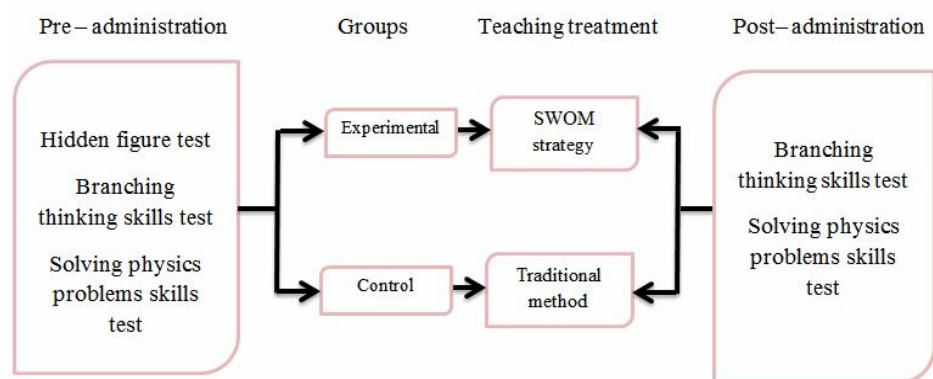 Pre – administration
Groups
Teaching treatment
Post– administration
Hidden figure test
Branching
thinking skills test
Solving physics
problems skills
test
Experimental
SWOM
strategy
Control
Traditional
method
Branching
thinking skills test
Solving physics
problems skills
test